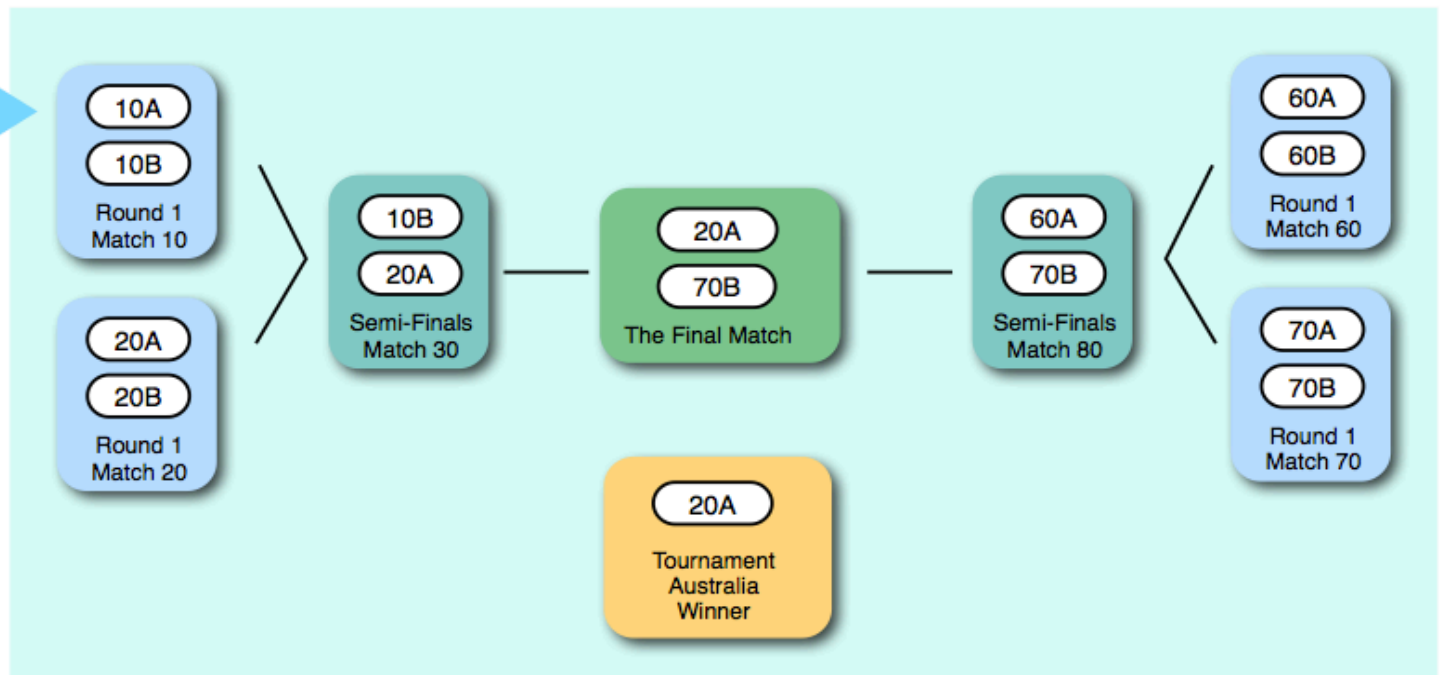 10A
10B
Round 1
Match 10
20A
20B
Round 1
Match 20
10B
20A
Semi-Finals
Match 30
20A
70B
The Final Match
20A
Tournament
Australia
Winner
60A
70B
Semi-Finals
Match 80
60A
60B
Round 1
Match 60
70A
70B
Round 1
Match 70